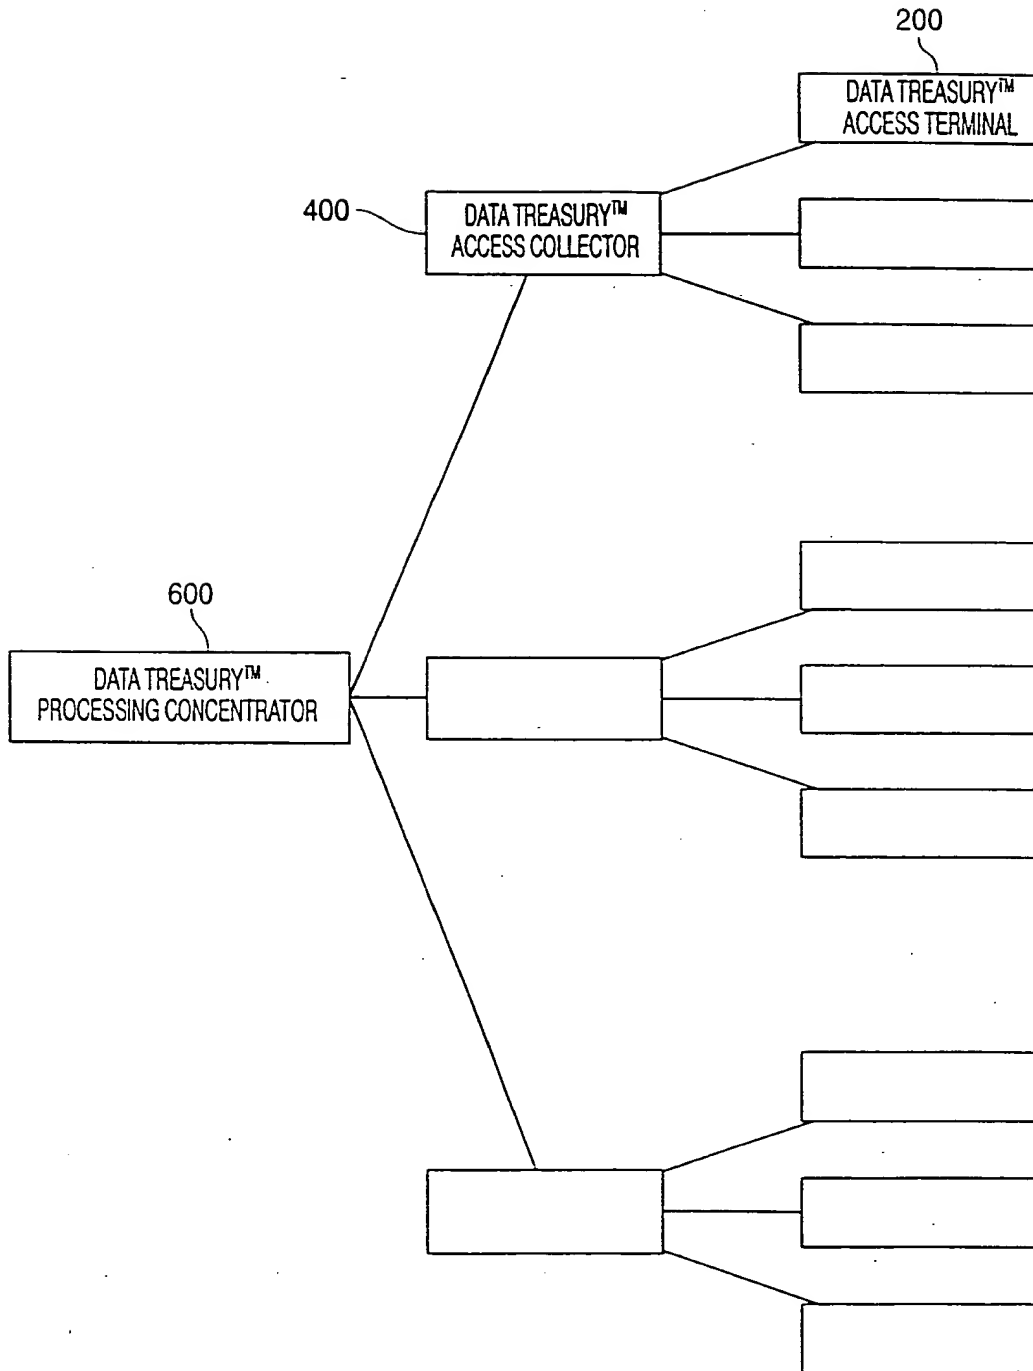 200
DATA TREASURY™
ACCESS TERMINAL
400
DATA TREASURY™
ACCESS COLLECTOR
600
DATA TREASURY™
PROCESSING CONCENTRATOR